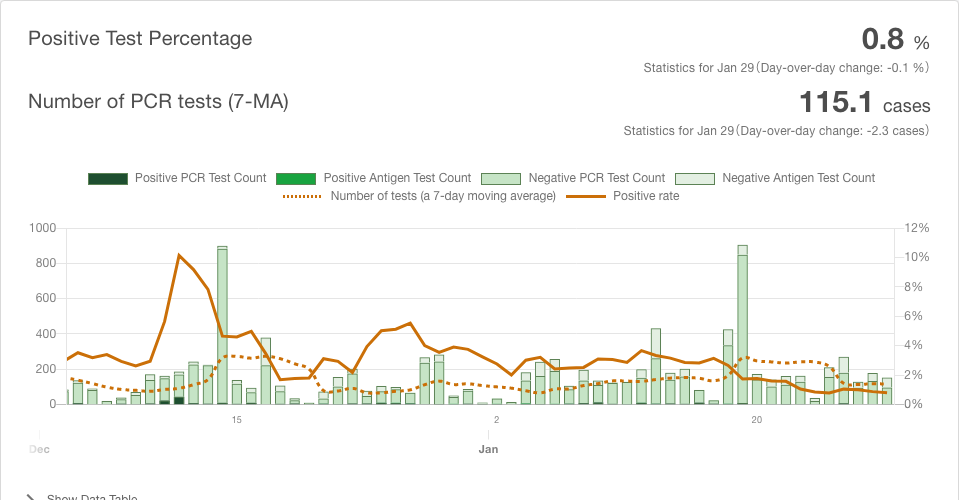 Positive Test Percentage
0.8 %
Statistics for Jan 29(Day-over-day change: -0.1 %)
Number of PCR tests (7-MA)
115.1 cases
Statistics for Jan 29(Day-over-day change: -2.3 cases)
Positive PCR Test Count Positive Antigen Test Count Negative PCR Test Count Negative Antigen Test Count
Number of tests (a 7-day moving average) Positive rate
1000 12%
800 10%
600 8%
400 6%
200 4%
0 2%
0%
15 2 20
Dec Jan
Show Data Table